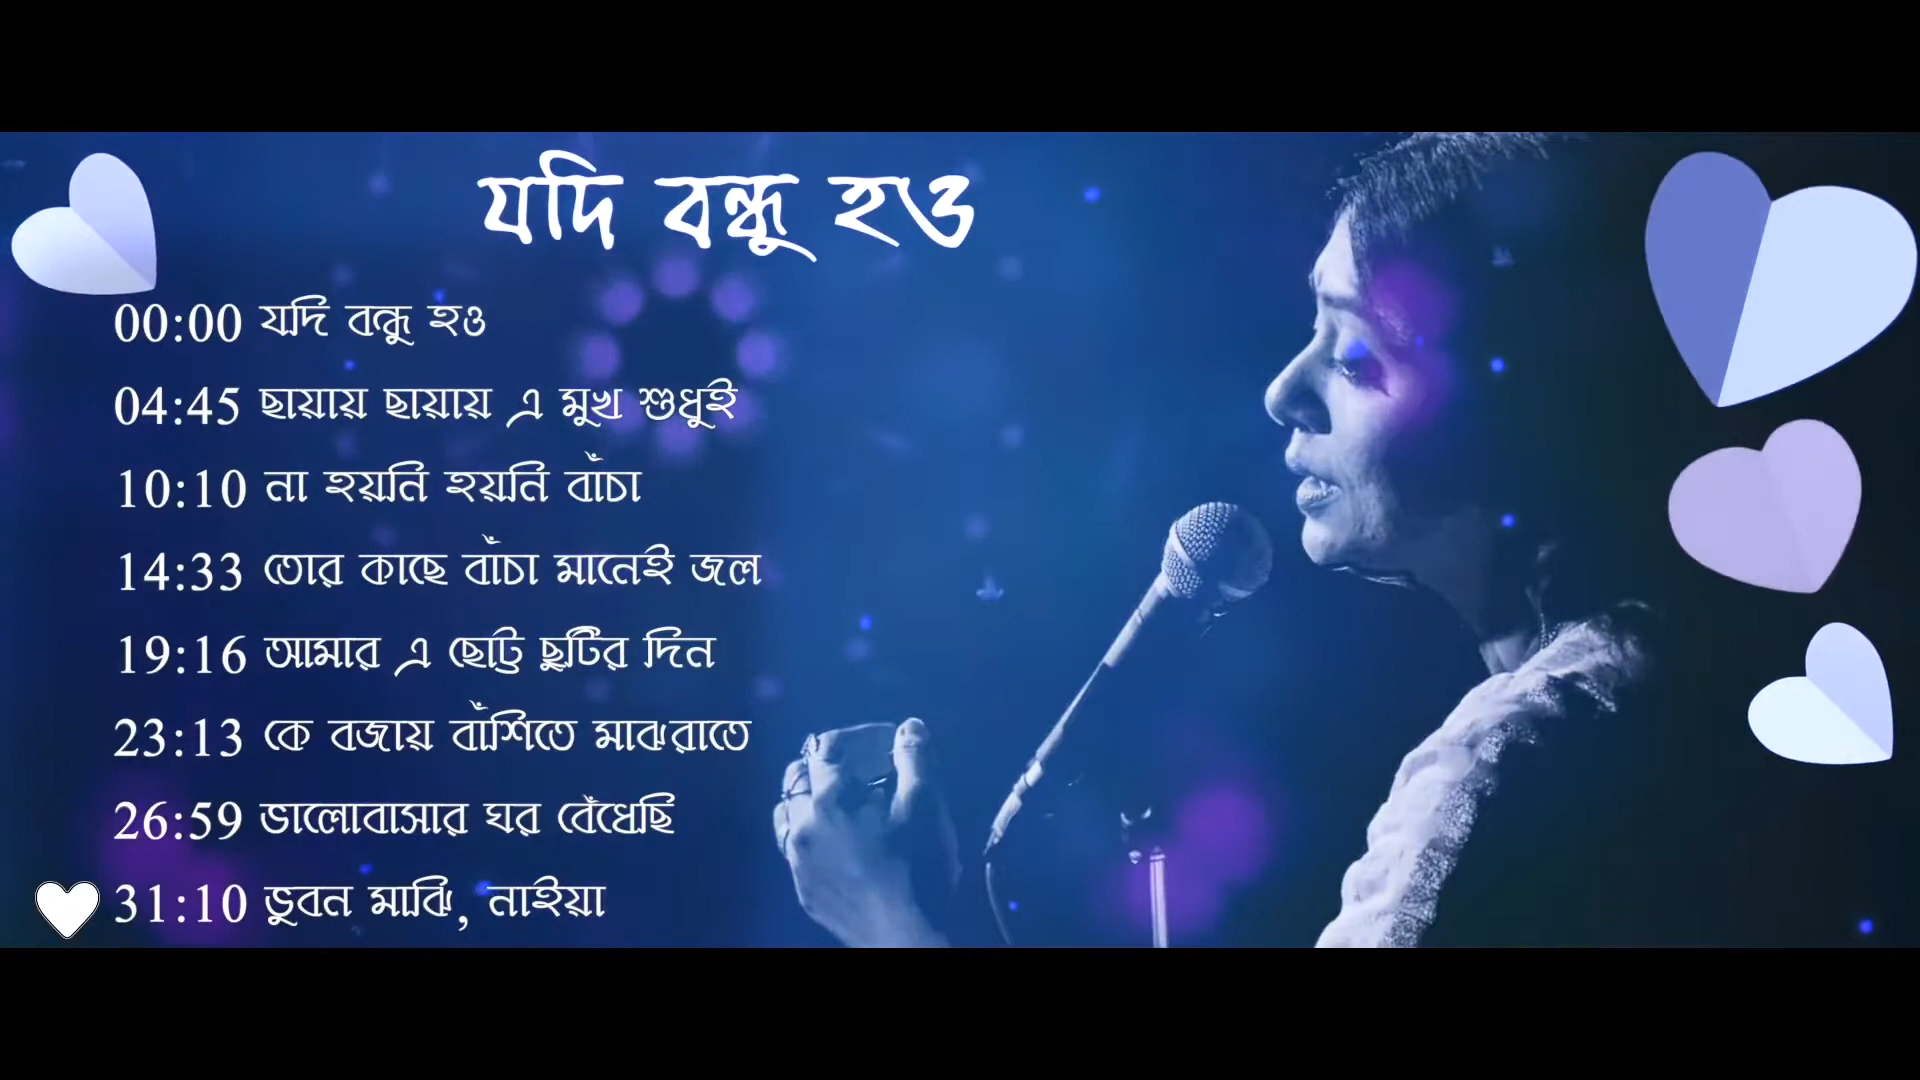 যদি বন্ধু হও
00:00 যদি বন্ধু হও
04:45 ছায়ায় ছায়ায় এ মুখ শুধুই
10:10 না হয়নি হয়নি বাঁচা
14:33 তোর কাছে বাঁচা মানেই জল
19:16 আমার এ ছোট্ট ছুটির দিন
23:13 কে বজায় বাঁশিতে মাঝরাতে
26:59 ভালোবাসার ঘর বেঁধেছি
31:10 ভুবন মাঝি, নাইয়া